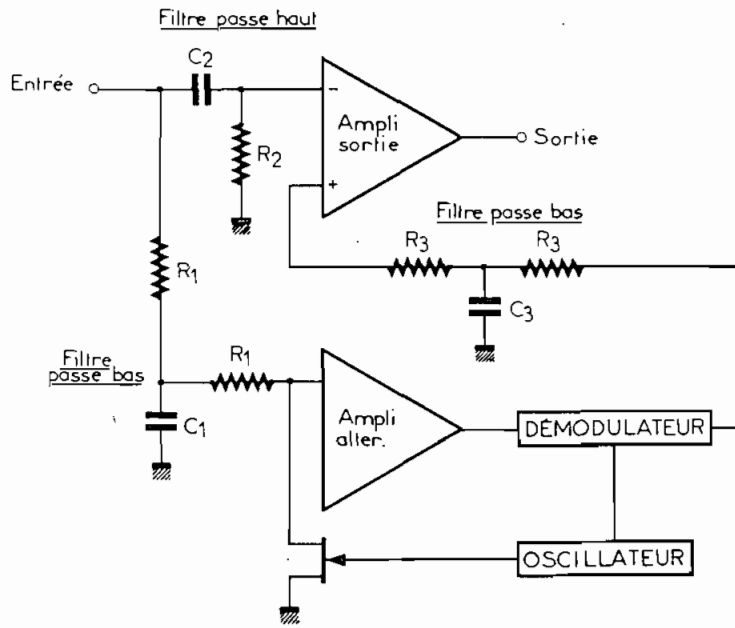 Filtre passe haut
C2
Entrée
-
Ampli
sortie
Sortie
R2
+
Filtre passe bas
R3
R3
R1
C3
Filtre
passe bas
R1
C1
Ampli
alter.
DÉMODULATEUR
OSCILLATEUR